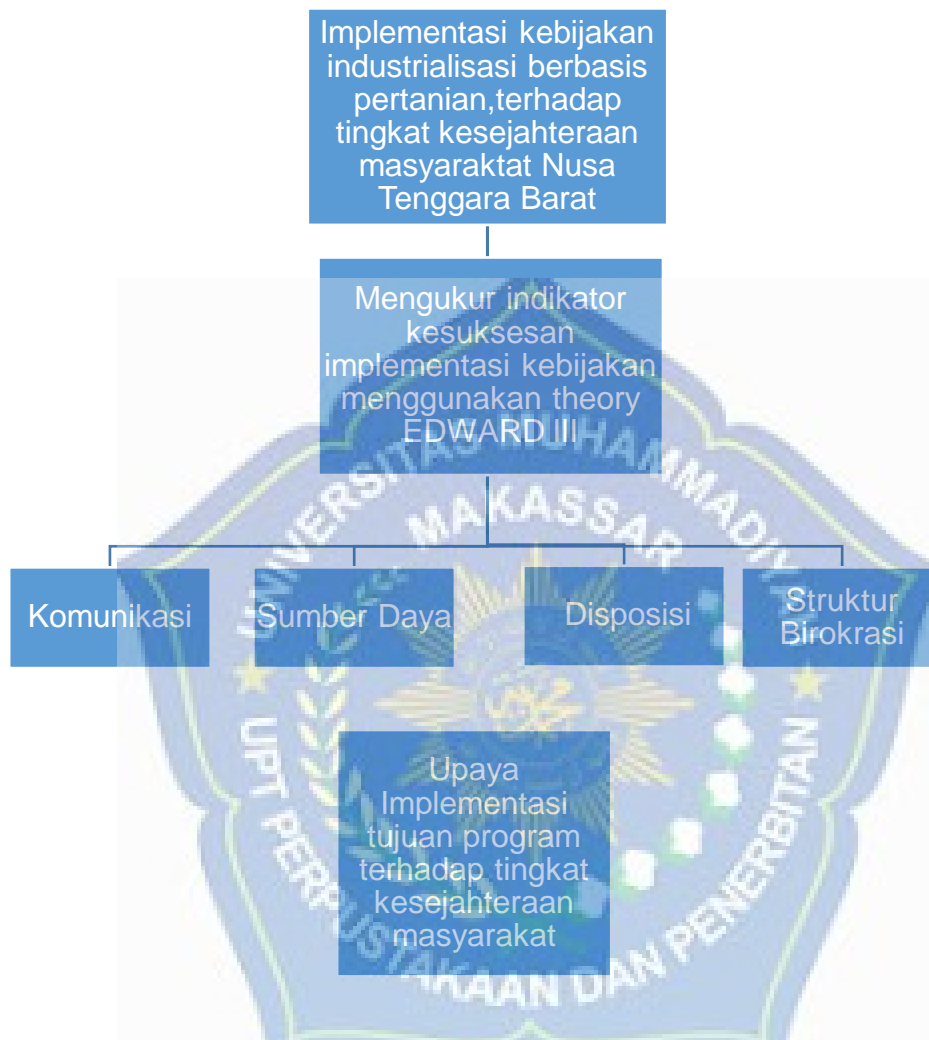 Implementasi kebijakan
industrialisasi berbasis
pertanian,terhadap
tingkat kesejahteraan
masyaraktat Nusa
Tenggara Barat
Mengukur indikator
kesuksesan
implementasi kebijakan
menggunakan theory
EDWARD III
UNIVERSITAS MUHAMMADIYAH
MAKASSAR
Komunikasi
Sumber Daya
Disposisi
Struktur
Birokrasi
Upaya
Implementasi
tujuan program
terhadap tingkat
kesejahteraan
masyarakat
UPT PERPUSTAKAAN DAN PENERBITAN